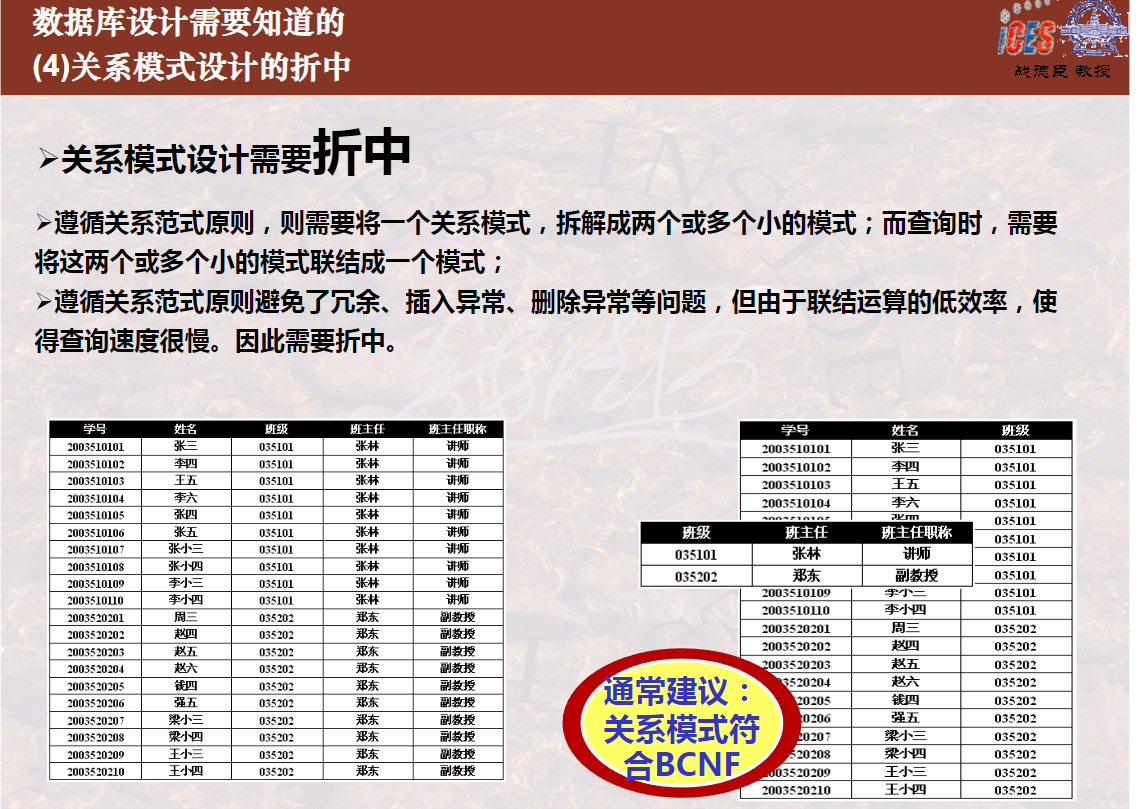 数据库设计需要知道的
(4)关系模式设计的折中
iCES
战德臣 教授
➢关系模式设计需要折中
➢遵循关系范式原则，则需要将一个关系模式，拆解成两个或多个小的模式；而查询时，需要
将这两个或多个小的模式联结成一个模式；
➢遵循关系范式原则避免了冗余、插入异常、删除异常等问题，但由于联结运算的低效率，使
得查询速度很慢。因此需要折中。
学号 姓名 班级 班主任 班主任职称
2003510101 张三 035101 张林 讲师
2003510102 李四 035101 张林 讲师
2003510103 王五 035101 张林 讲师
2003510104 李六 035101 张林 讲师
2003510105 张四 035101 张林 讲师
2003510106 张五 035101 张林 讲师
2003510107 张小三 035101 张林 讲师
2003510108 张小四 035101 张林 讲师
2003510109 李小三 035101 张林 讲师
2003510110 李小四 035101 张林 讲师
2003520201 周三 035202 郑东 副教授
2003520202 赵四 035202 郑东 副教授
2003520203 赵五 035202 郑东 副教授
2003520204 赵六 035202 郑东 副教授
2003520205 钱四 035202 郑东 副教授
2003520206 强五 035202 郑东 副教授
2003520207 梁小三 035202 郑东 副教授
2003520208 梁小四 035202 郑东 副教授
2003520209 王小三 035202 郑东 副教授
2003520210 王小四 035202 郑东 副教授
学号 姓名 班级
2003510101 张三 035101
2003510102 李四 035101
2003510103 王五 035101
2003510104 李六 035101
2003510105 张四 035101
035101
035101
035101
2003510109 李小三 035101
2003510110 李小四 035101
2003520201 周三 035202
2003520202 赵四 035202
2003520203 赵五 035202
3520204 赵六 035202
20205 钱四 035202
20206 强五 035202
20207 梁小三 035202
20208 梁小四 035202
2003520209 王小三 035202
2003520210 王小四 035202
班级 班主任 班主任职称
035101 张林 讲师
035202 郑东 副教授
通常建议：
关系模式符
合BCNF